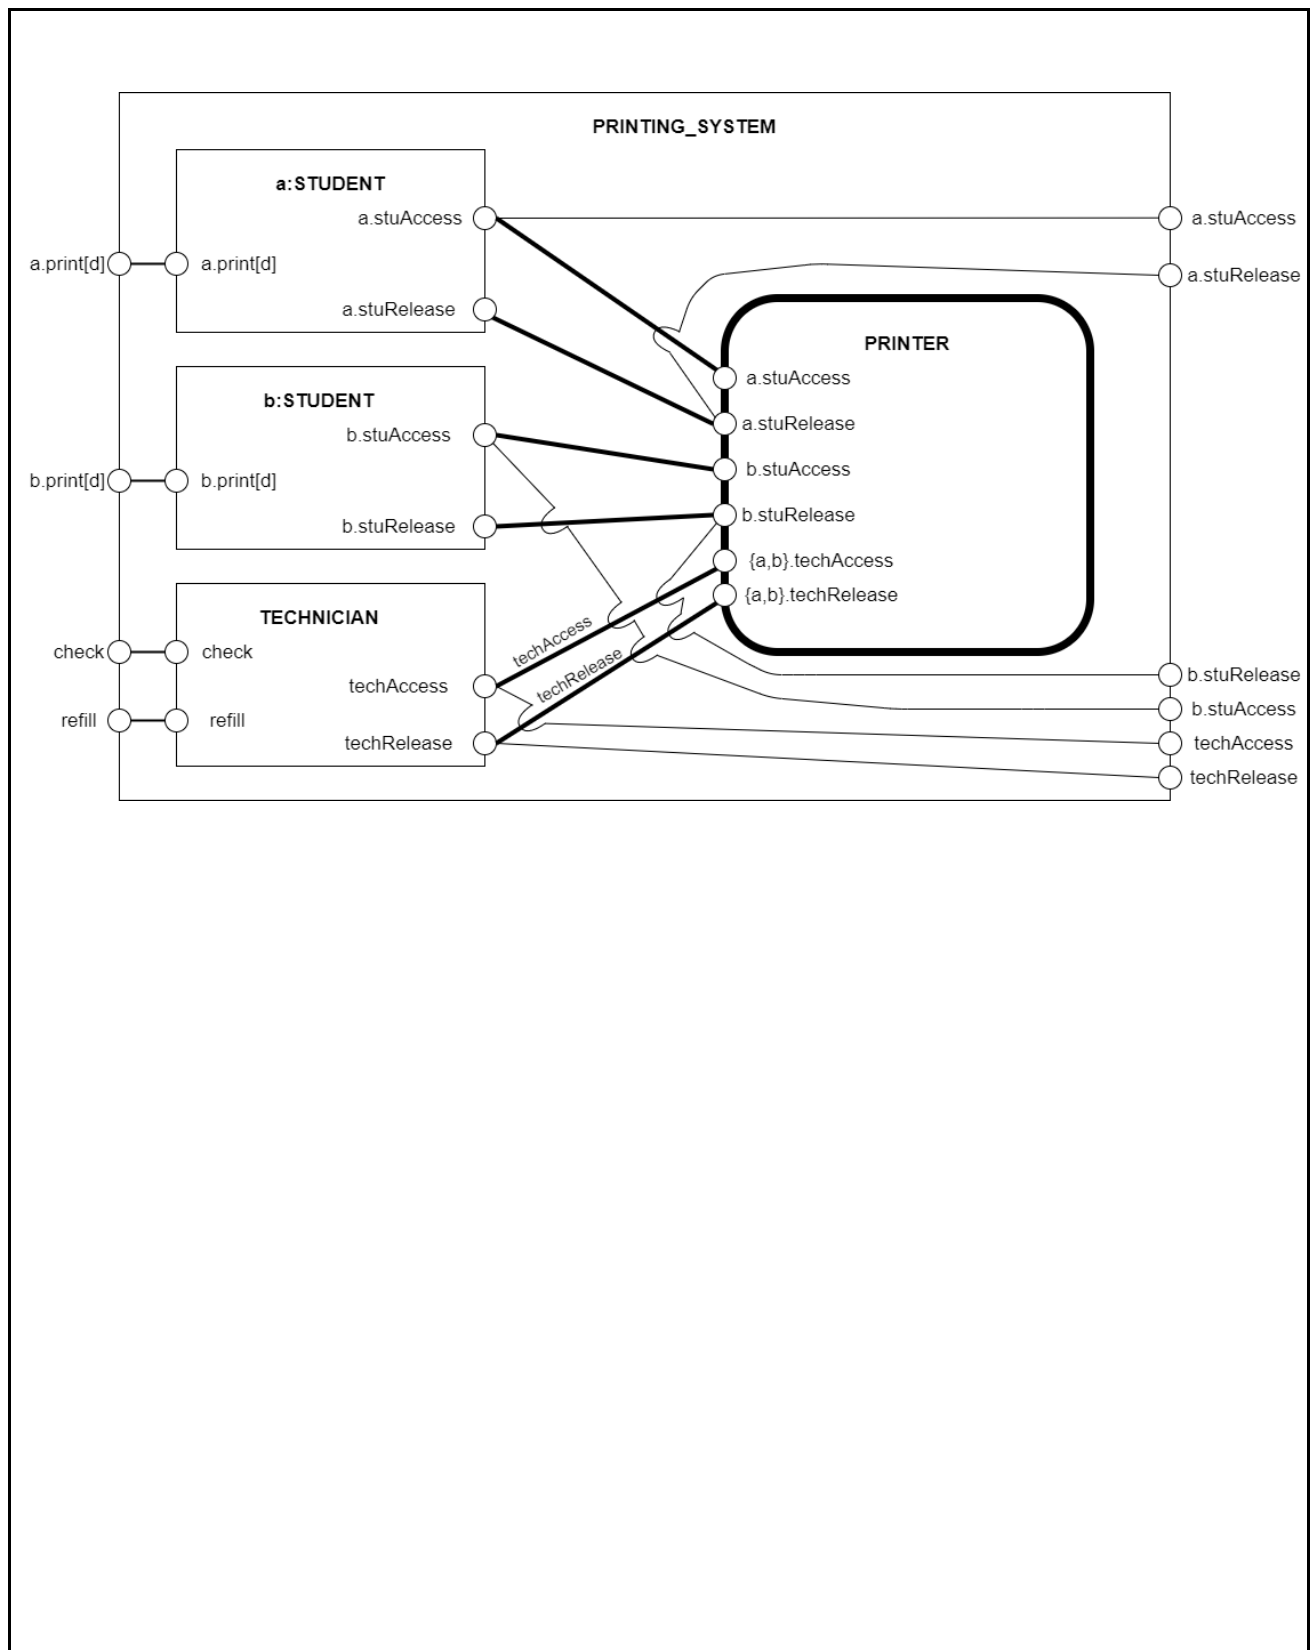 PRINTING_SYSTEM
a:STUDENT
a.stuAccess
a.stuAccess
a.print[d]
a.print[d]
a.stuRelease
a.stuRelease
PRINTER
a.stuAccess
b:STUDENT
a.stuRelease
b.stuAccess
b.stuAccess
b.print[d]
b.print[d]
b.stuRelease
b.stuRelease
{a,b}.techAccess
{a,b}.techRelease
TECHNICIAN
techAccess
check
check
techRelease
b.stuRelease
techAccess
b.stuAccess
refill
refill
techRelease
techAccess
techRelease